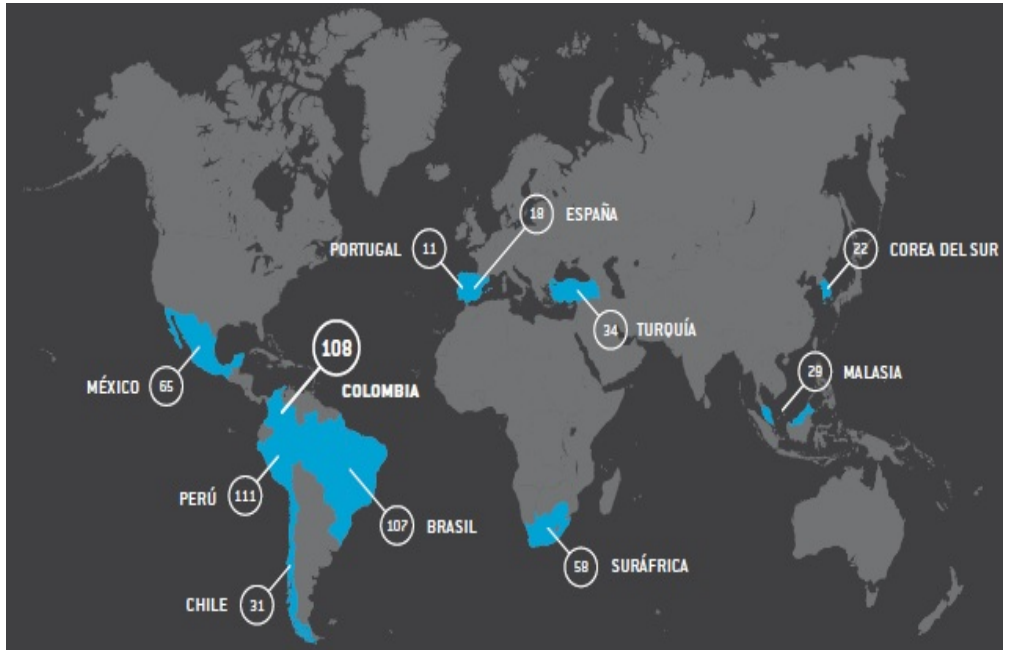 18 ESPAÑA
PORTUGAL 11
22 COREA DEL SUR
34 TURQUÍA
108
COLOMBIA
29 MALASIA
MÉXICO 65
PERÚ 111
107 BRASIL
58 SURÁFRICA
CHILE 31